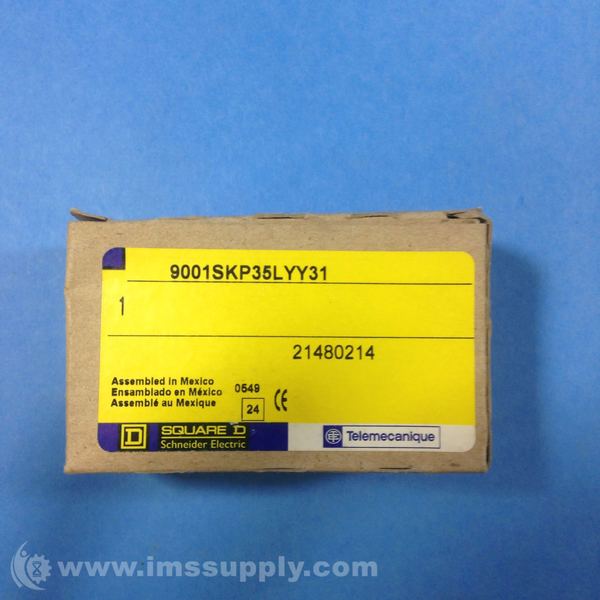 9001SKP35LYY31
1
21480214
Assembled in Mexico
Ensamblado en México
Assemblé au Mexique
0549
24 CE
D SQUARE D
Schneider Electric
Telemecanique
www.imssupply.com